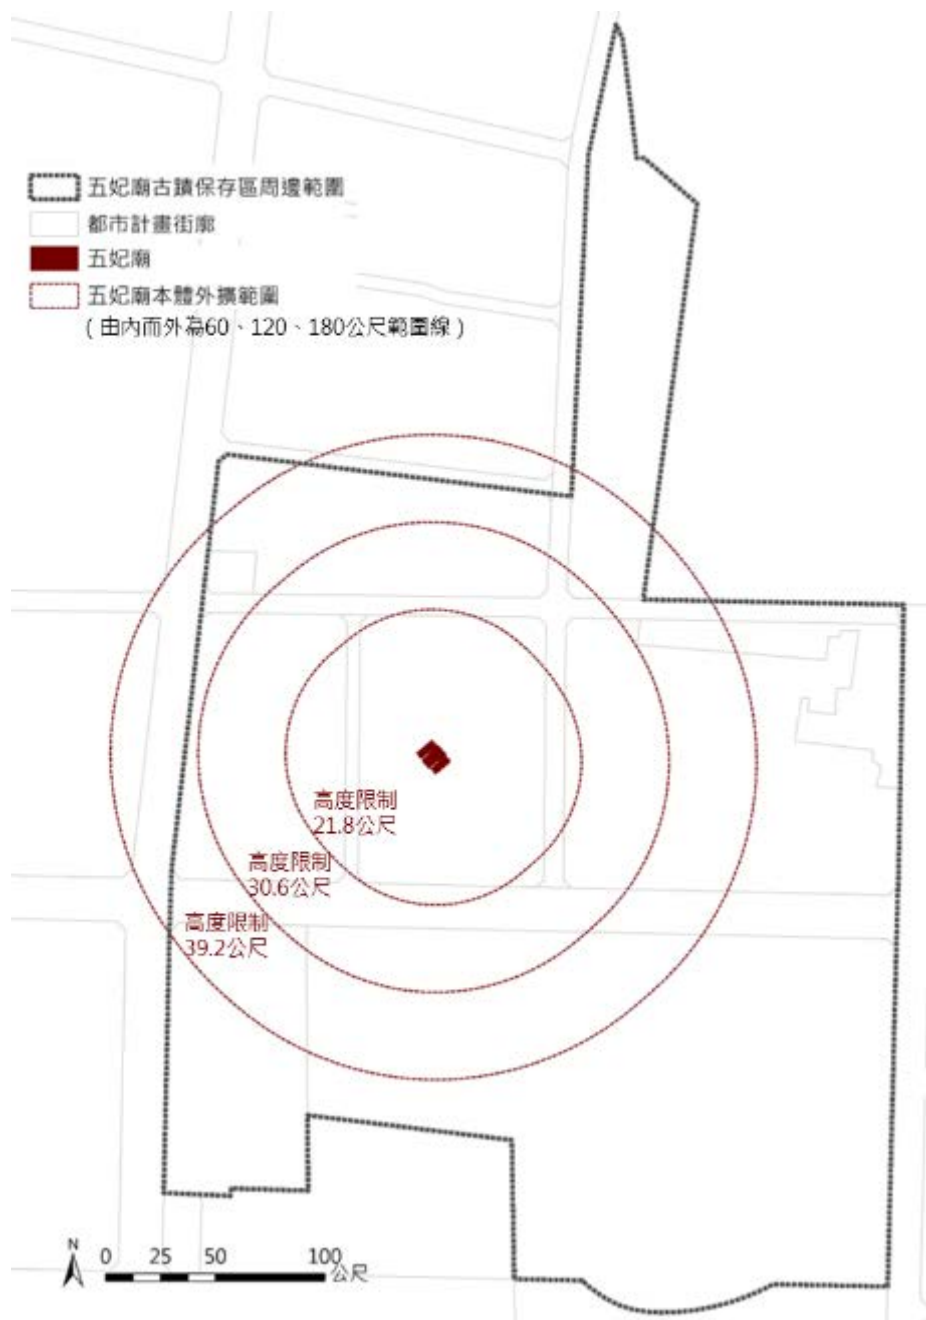 五妃廟古蹟保存區周邊範圍
都市計畫街廓
五妃廟
五妃廟本體外擴範圍
(由內而外為60、120、180公尺範圍線)
高度限制
21.8公尺
高度限制
30.6公尺
高度限制
39.2公尺
N
0 25 50 100
公尺